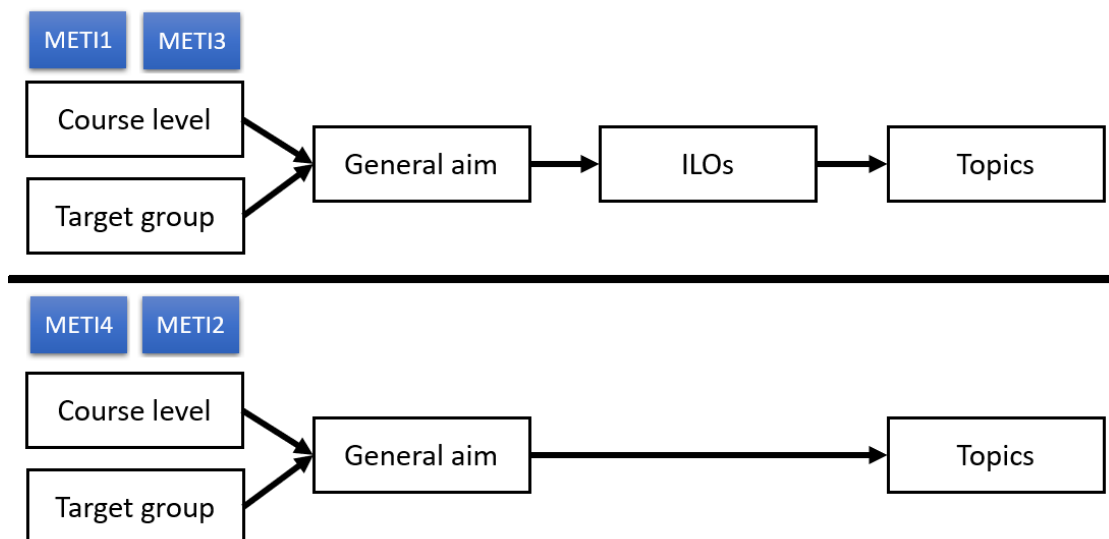 METI1
METI3
Course level
Target group
General aim
ILOs
Topics
METI4
METI2
Course level
Target group
General aim
Topics